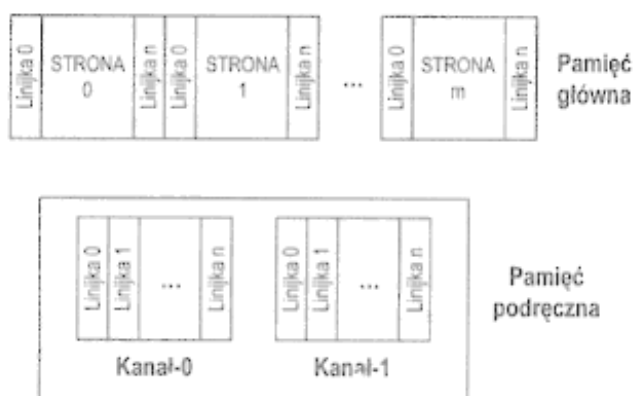 Linijka 0
STRONA
0
Linijka n
Linijka 0
STRONA
1
Linijka n
...
Linijka 0
STRONA
m
Linijka n
Pamięć
główna
Linijka 0
Linijka 1
...
Linijka n
Kanał-0
Linijka 0
Linijka 1
...
Linijka n
Kanał-1
Pamięć
podręczna